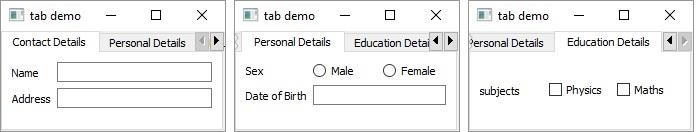 tab demo
Contact Details Personal Details
Name
Address
tab demo
Personal Details Education Detai
Sex Male Female
Date of Birth
tab demo
Personal Details Education Details
subjects Physics Maths